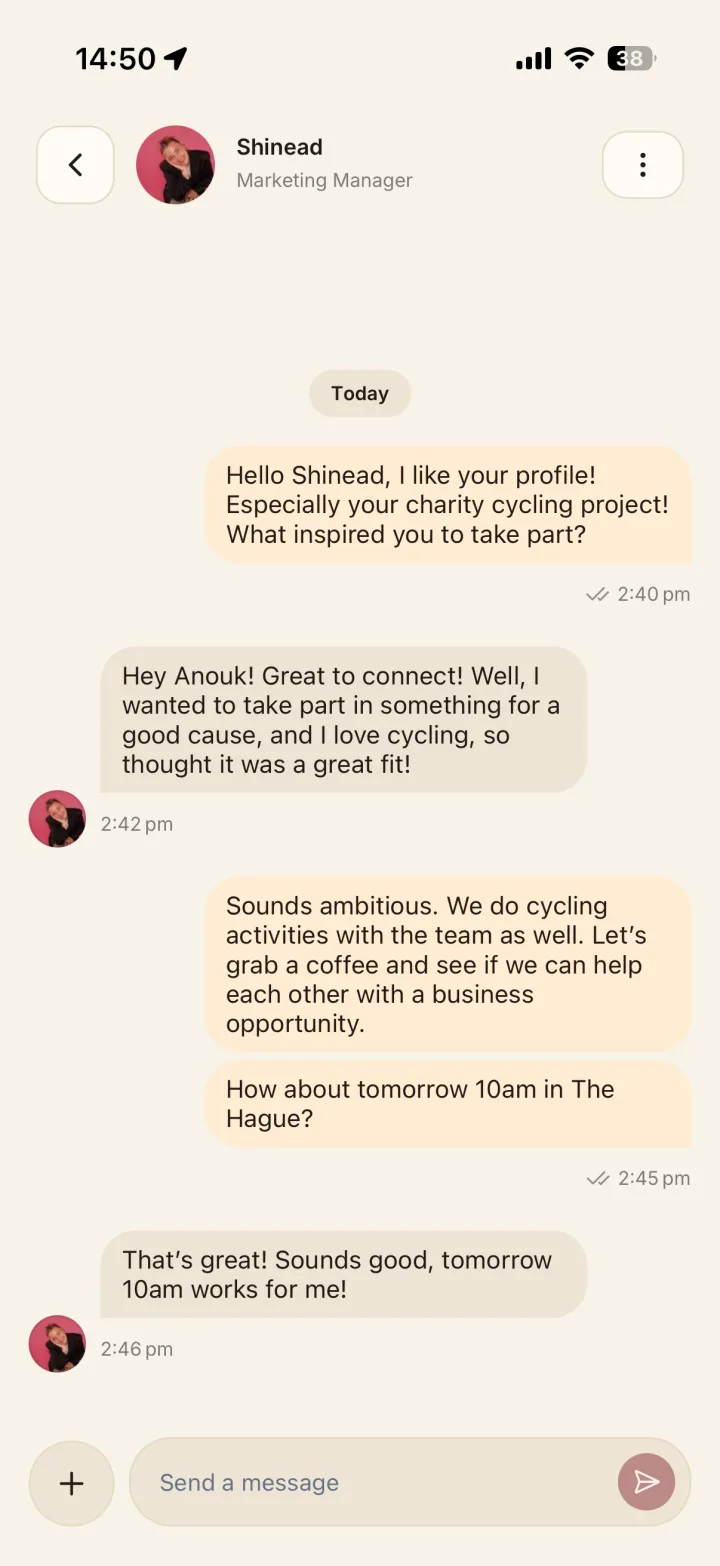 14:50
38
Shinead
Marketing Manager
Today
Hello Shinead, I like your profile!
Especially your charity cycling project!
What inspired you to take part?
2:40 pm
Hey Anouk! Great to connect! Well, I
wanted to take part in something for a
good cause, and I love cycling, so
thought it was a great fit!
2:42 pm
Sounds ambitious. We do cycling
activities with the team as well. Let’s
grab a coffee and see if we can help
each other with a business
opportunity.
How about tomorrow 10am in The
Hague?
2:45 pm
That’s great! Sounds good, tomorrow
10am works for me!
2:46 pm
Send a message